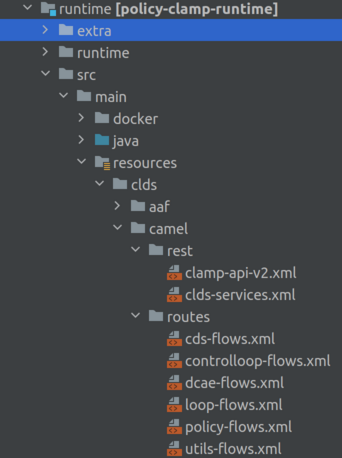 runtime [policy-clamp-runtime]
extra
runtime
src
main
docker
java
resources
clds
aaf
camel
rest
clamp-api-v2.xml
clds-services.xml
routes
cds-flows.xml
controlloop-flows.xml
dcae-flows.xml
loop-flows.xml
policy-flows.xml
utils-flows.xml